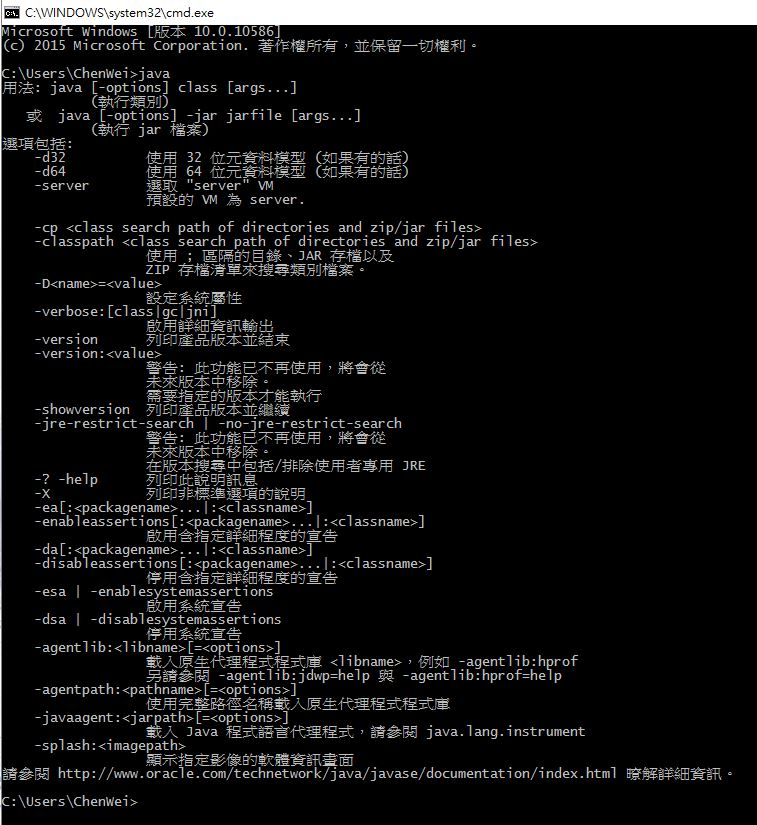 C:\WINDOWS\system32\cmd.exe
Microsoft Windows [版本 10.0.10586]
(c) 2015 Microsoft Corporation. 著作權所有，並保留一切權利。
C:\Users\ChenWei>java
用法: java [-options] class [args...]
(執行類別)
或  java [-options] -jar jarfile [args...]
(執行 jar 檔案)
選項包括:
-d32          使用 32 位元資料模型 (如果有的話)
-d64          使用 64 位元資料模型 (如果有的話)
-server       選取 "server" VM
預設的 VM 為 server.
-cp <class search path of directories and zip/jar files>
-classpath <class search path of directories and zip/jar files>
使用 ; 區隔的目錄、JAR 存檔以及
ZIP 存檔清單來搜尋類別檔案。
-D<name>=<value>
設定系統屬性
-verbose:[class|gc|jni]
啟用詳細資訊輸出
-version      列印產品版本並結束
-version:<value>
警告: 此功能已不再使用，將會從
未來版本中移除。
需要指定的版本才能執行
-showversion  列印產品版本並繼續
-jre-restrict-search | -no-jre-restrict-search
警告: 此功能已不再使用，將會從
未來版本中移除。
在版本搜尋中包括/排除使用者專用 JRE
-? -help      列印此說明訊息
-X            列印非標準選項的說明
-ea[:<packagename>...|:<classname>]
-enableassertions[:<packagename>...|:<classname>]
啟用含指定詳細程度的宣告
-da[:<packagename>...|:<classname>]
-disableassertions[:<packagename>...|:<classname>]
停用含指定詳細程度的宣告
-esa | -enablesystemassertions
啟用系統宣告
-dsa | -disablesystemassertions
停用系統宣告
-agentlib:<libname>[=<options>]
載入原生代理程式程式庫 <libname>，例如 -agentlib:hprof
另請參閱 -agentlib:jdwp=help 與 -agentlib:hprof=help
-agentpath:<pathname>[=<options>]
使用完整路徑名稱載入原生代理程式程式庫
-javaagent:<jarpath>[=<options>]
載入 Java 程式語言代理程式，請參閱 java.lang.instrument
-splash:<imagepath>
顯示指定影像的軟體資訊畫面
請參閱 http://www.oracle.com/technetwork/java/javase/documentation/index.html 瞭解詳細資訊。
C:\Users\ChenWei>